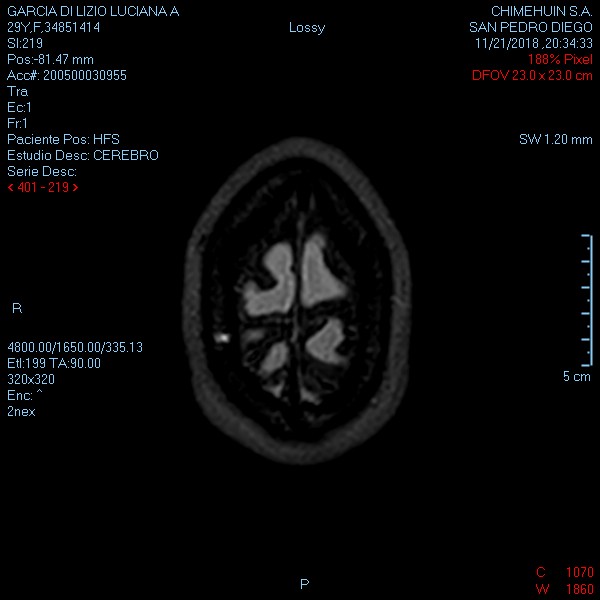 GARCIA DI LIZIO LUCIANA A
29Y,F,34851414
Sl:219
Pos:-81.47 mm
Acc#: 200500030955
Tra
Ec:1
Fr:1
Paciente Pos: HFS
Estudio Desc: CEREBRO
Serie Desc:
< 401 - 219 >
Lossy
CHIMEHUIN S.A.
SAN PEDRO DIEGO
11/21/2018 ,20:34:33
188% Pixel
DFOV 23.0 x 23.0 cm
SW 1.20 mm
R
4800.00/1650.00/335.13
Etl:199 TA:90.00
320x320
Enc: ^
2nex
5 cm
P
C 1070
W 1860